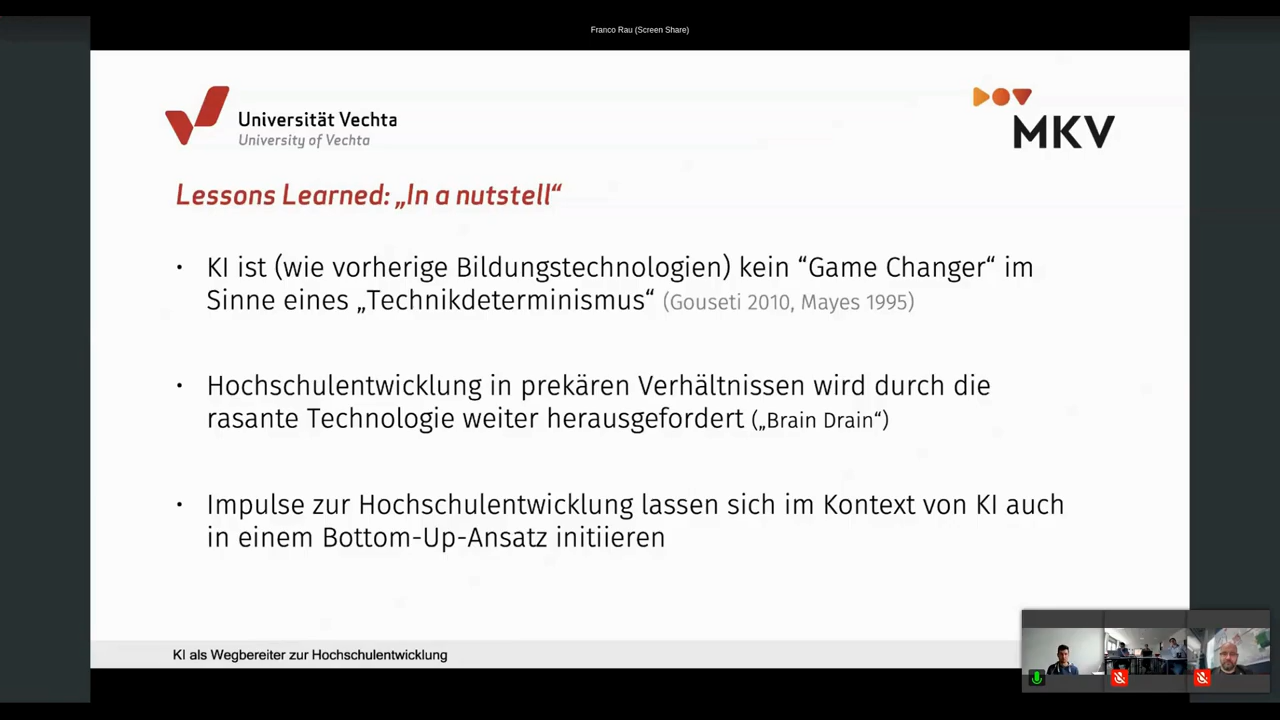 Franco Rau (Screen Share)
Universität Vechta
University of Vechta
MKV
Lessons Learned: „In a nutstell“
• KI ist (wie vorherige Bildungstechnologien) kein “Game Changer“ im
Sinne eines „Technikdeterminismus“ (Gouseti 2010, Mayes 1995)
• Hochschulentwicklung in prekären Verhältnissen wird durch die
rasante Technologie weiter herausgefordert („Brain Drain“)
• Impulse zur Hochschulentwicklung lassen sich im Kontext von KI auch
in einem Bottom-Up-Ansatz initiieren
KI als Wegbereiter zur Hochschulentwicklung